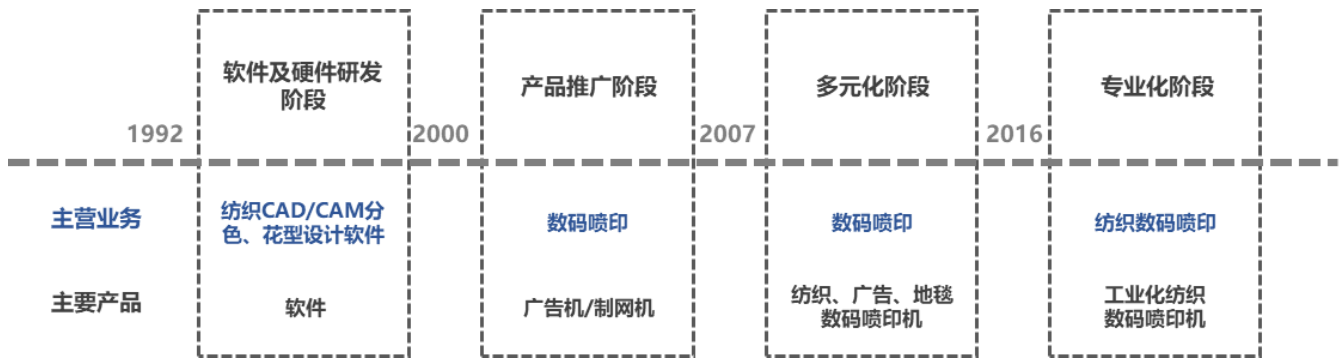 软件及硬件研发
阶段
产品推广阶段
多元化阶段
专业化阶段
1992
2000
2007
2016
主营业务
纺织CAD/CAM分
色、花型设计软件
数码喷印
数码喷印
纺织数码喷印
主要产品
软件
广告机/制网机
纺织、广告、地毯
数码喷印机
工业化纺织
数码喷印机